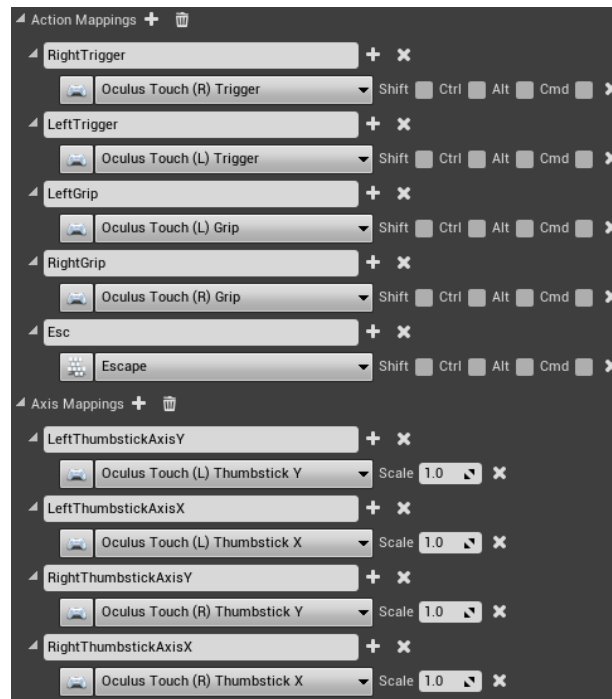 Action Mappings
RightTrigger
Oculus Touch (R) Trigger Shift Ctrl Alt Cmd
LeftTrigger
Oculus Touch (L) Trigger Shift Ctrl Alt Cmd
LeftGrip
Oculus Touch (L) Grip Shift Ctrl Alt Cmd
RightGrip
Oculus Touch (R) Grip Shift Ctrl Alt Cmd
Esc
Escape Shift Ctrl Alt Cmd
Axis Mappings
LeftThumbstickAxisY
Oculus Touch (L) Thumbstick Y Scale 1.0
LeftThumbstickAxisX
Oculus Touch (L) Thumbstick X Scale 1.0
RightThumbstickAxisY
Oculus Touch (R) Thumbstick Y Scale 1.0
RightThumbstickAxisX
Oculus Touch (R) Thumbstick X Scale 1.0